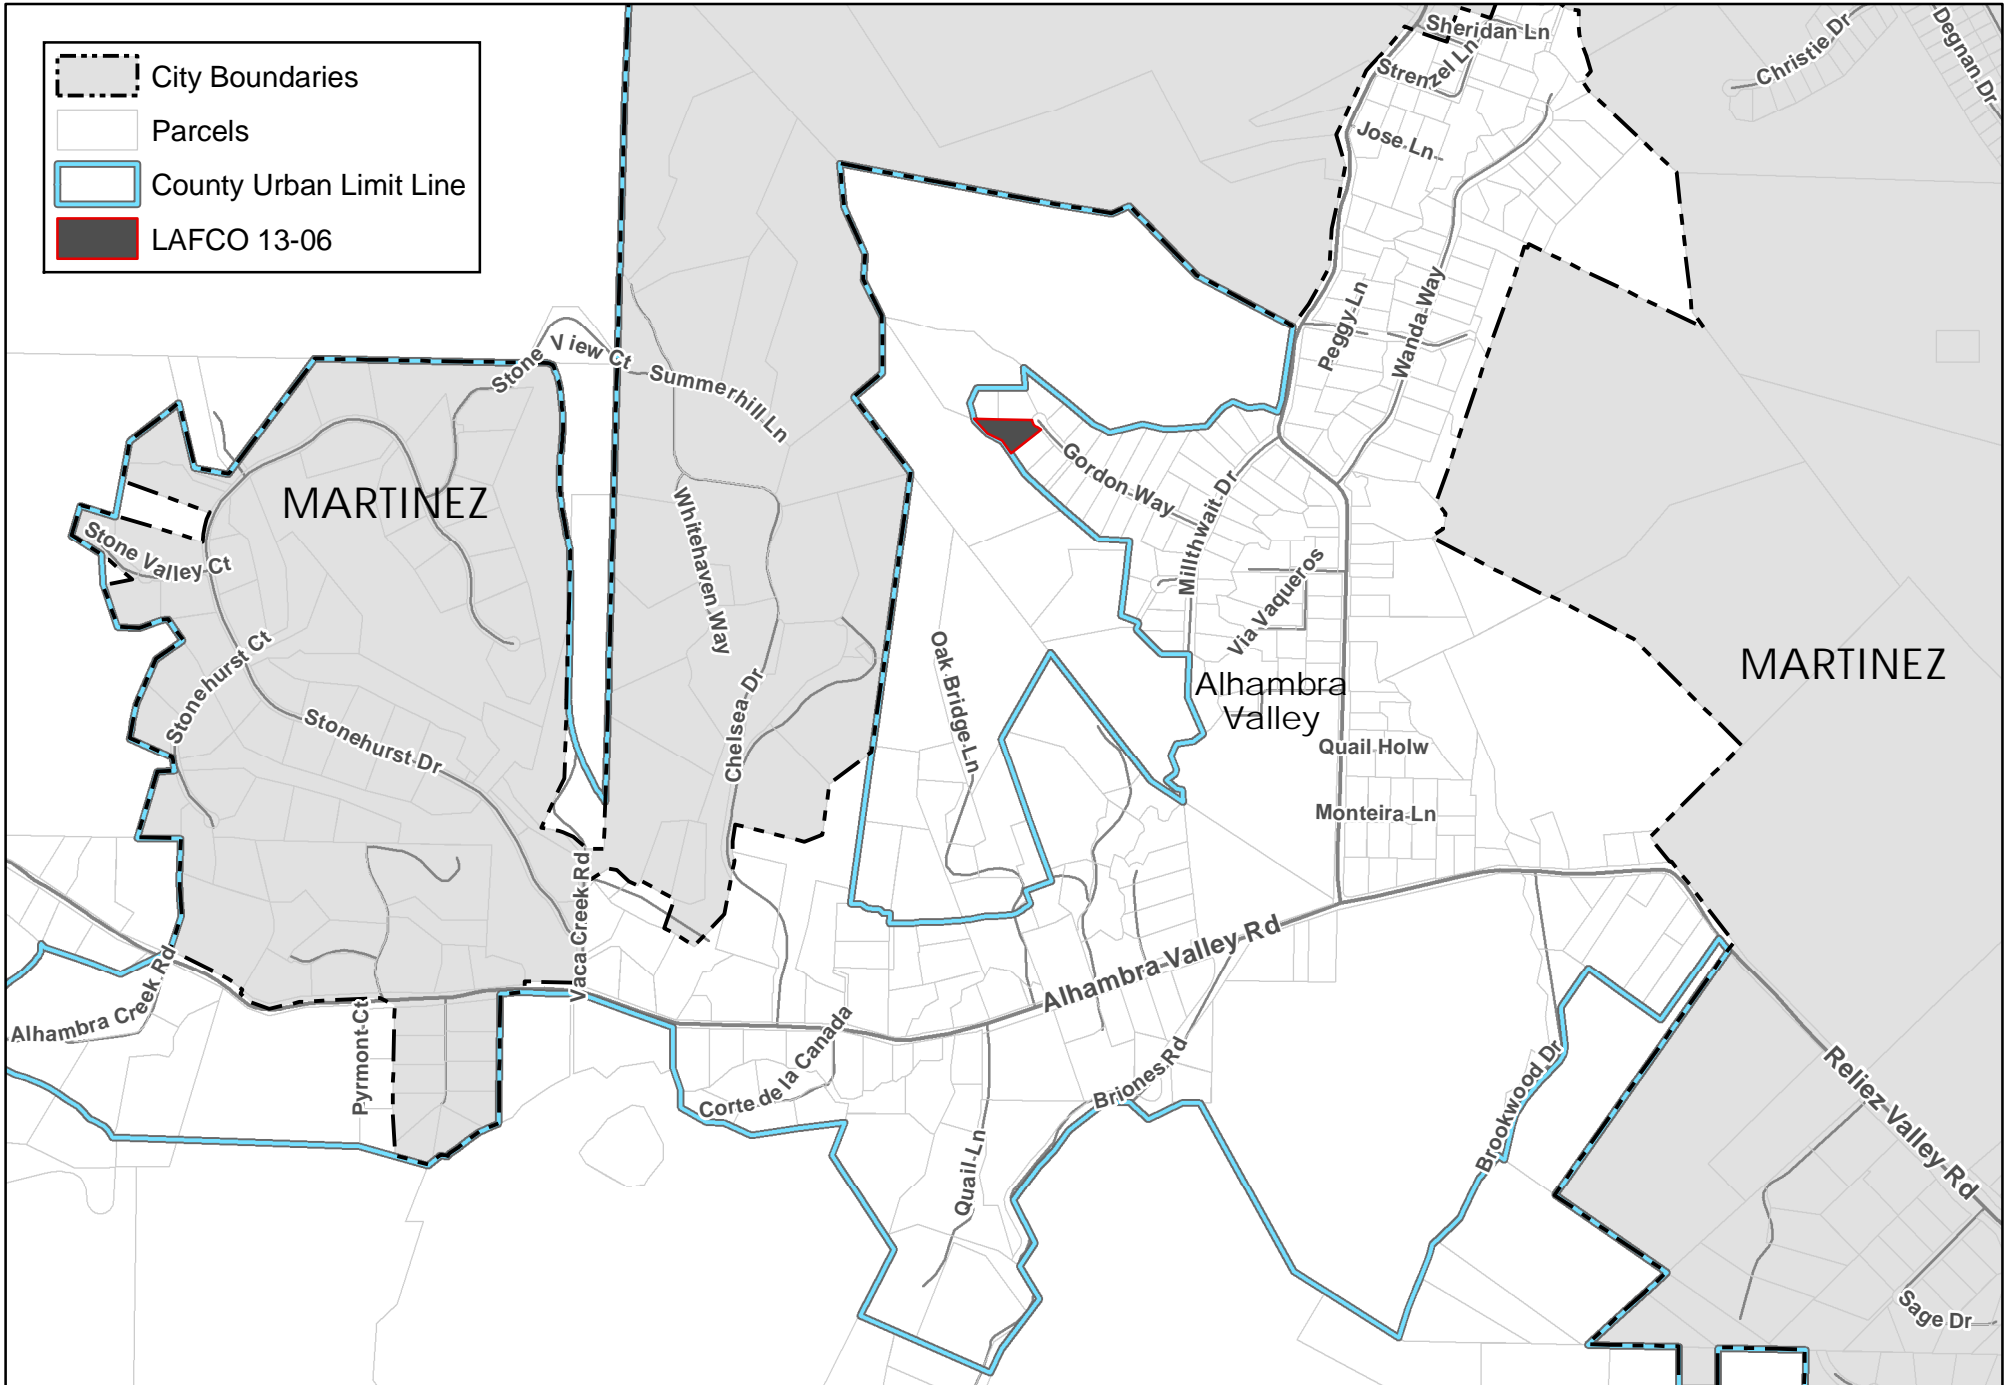 City Boundaries
Parcels
County Urban Limit Line
LAFCO 13-06
Sheridan Ln
Strenzel Ln
Christie Dr
Degnan Dr
Jose Ln
Peggy Ln
Wanda Way
Stone View Ct
Summerhill Ln
MARTINEZ
Gordon Way
Millthwait Dr
Whitehaven Way
Stone Valley Ct
Via Vaqueros
Stonehurst Ct
Oak Bridge Ln
MARTINEZ
Alhambra
Valley
Stonehurst Dr
Chelsea Dr
Quail Holw
Monteira Ln
Vaca Creek Rd
Alhambra Valley Rd
Alhambra Creek Rd
Pyrmont Ct
Corte de la Canada
Briones Rd
Brookwood Dr
Reliez Valley Rd
Quail Ln
Sage Dr